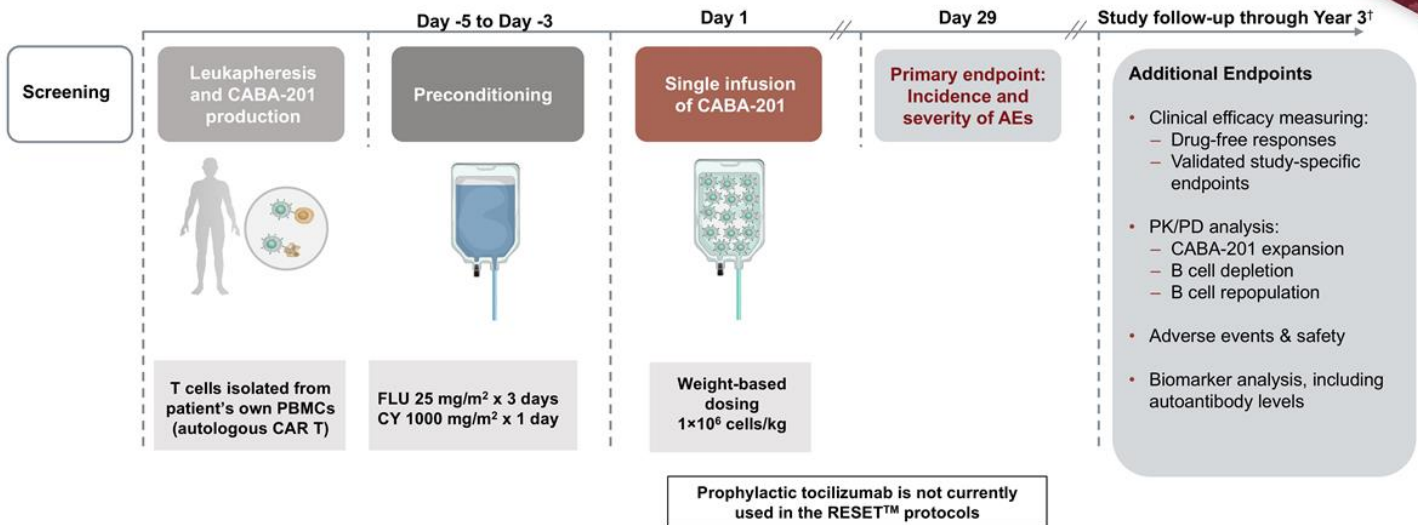 Day -5 to Day -3
Day 1
Day 29
Study follow-up through Year 3†
Screening
Leukapheresis
and CABA-201
production
Preconditioning
Single infusion
of CABA-201
Primary endpoint:
Incidence and
severity of AEs
T cells isolated from
patient's own PBMCs
(autologous CAR T)
FLU 25 mg/m² x 3 days
CY 1000 mg/m² x 1 day
Weight-based
dosing
1×10⁶ cells/kg
Additional Endpoints
• Clinical efficacy measuring:
– Drug-free responses
– Validated study-specific
endpoints
• PK/PD analysis:
– CABA-201 expansion
– B cell depletion
– B cell repopulation
• Adverse events & safety
• Biomarker analysis, including
autoantibody levels
Prophylactic tocilizumab is not currently
used in the RESET™ protocols